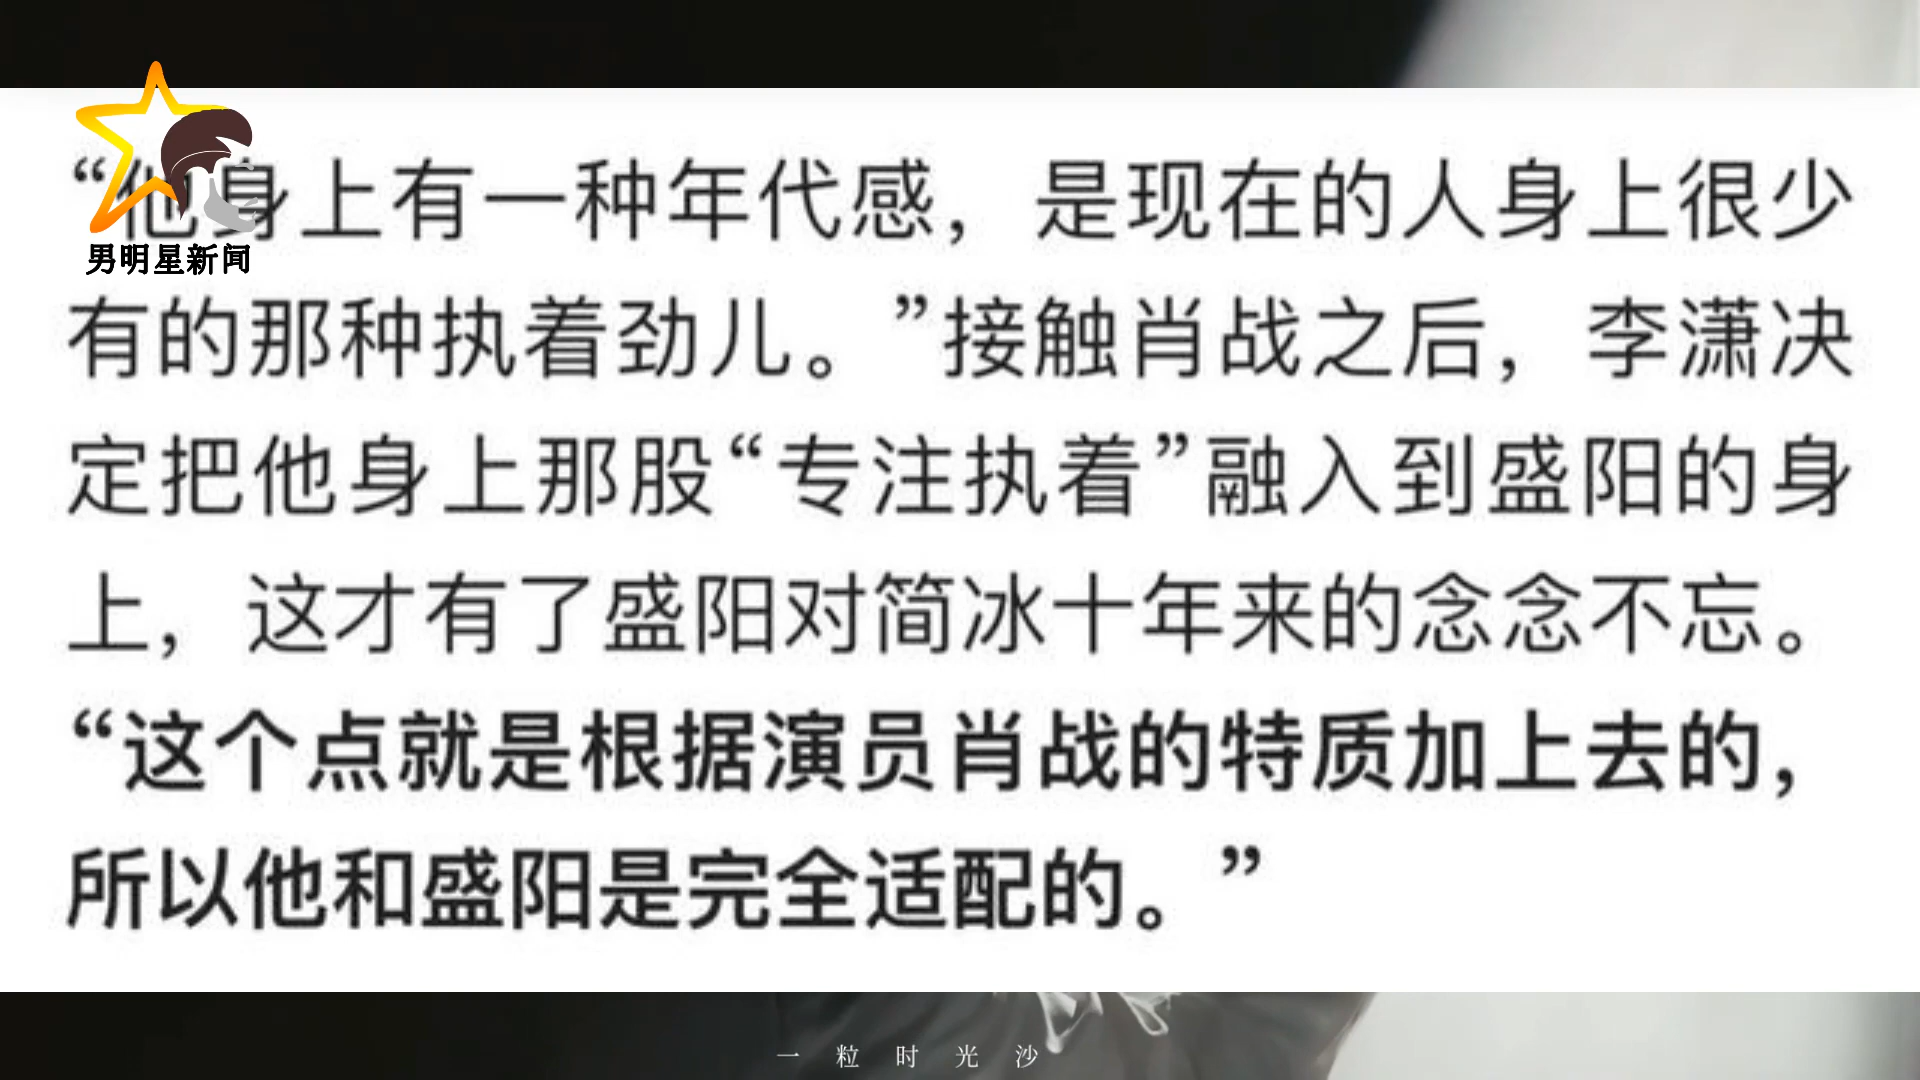 “他身上有一种年代感，是现在的人身上很少
男明星新闻
有的那种执着劲儿。”接触肖战之后，李潇决
定把他身上那股“专注执着”融入到盛阳的身
上，这才有了盛阳对简冰十年来的念念不忘。
“这个点就是根据演员肖战的特质加上去的，
所以他和盛阳是完全适配的。”
一粒时光沙